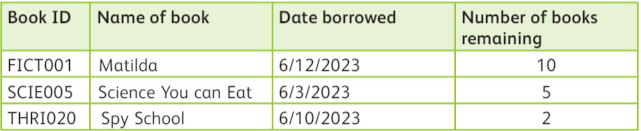 Book ID Name of book Date borrowed Number of books
remaining
FICT001 Matilda 6/12/2023 10
SCIE005 Science You can Eat 6/3/2023 5
THRI020 Spy School 6/10/2023 2